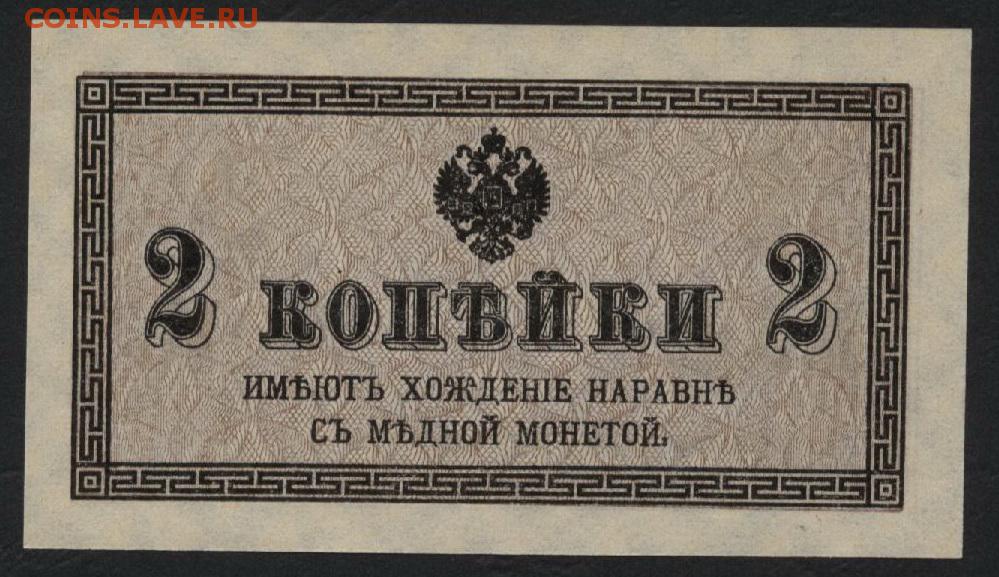 COINS.LAVE.RU
2 КОПѢЙКИ 2
ИМѢЮТЪ ХОЖДЕНІЕ НАРАВНѢ
СЪ МѢДНОЙ МОНЕТОЙ.